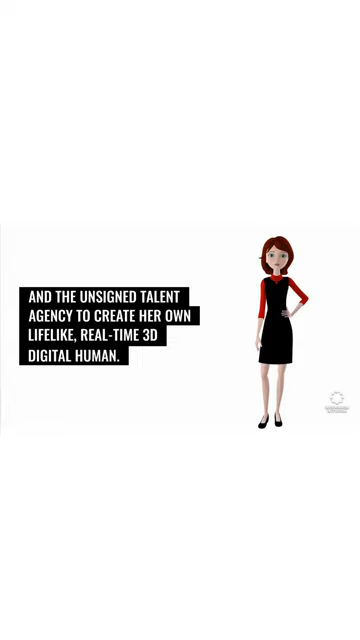 AND THE UNSIGNED TALENT
AGENCY TO CREATE HER OWN
LIFELIKE, REAL-TIME 3D
DIGITAL HUMAN.